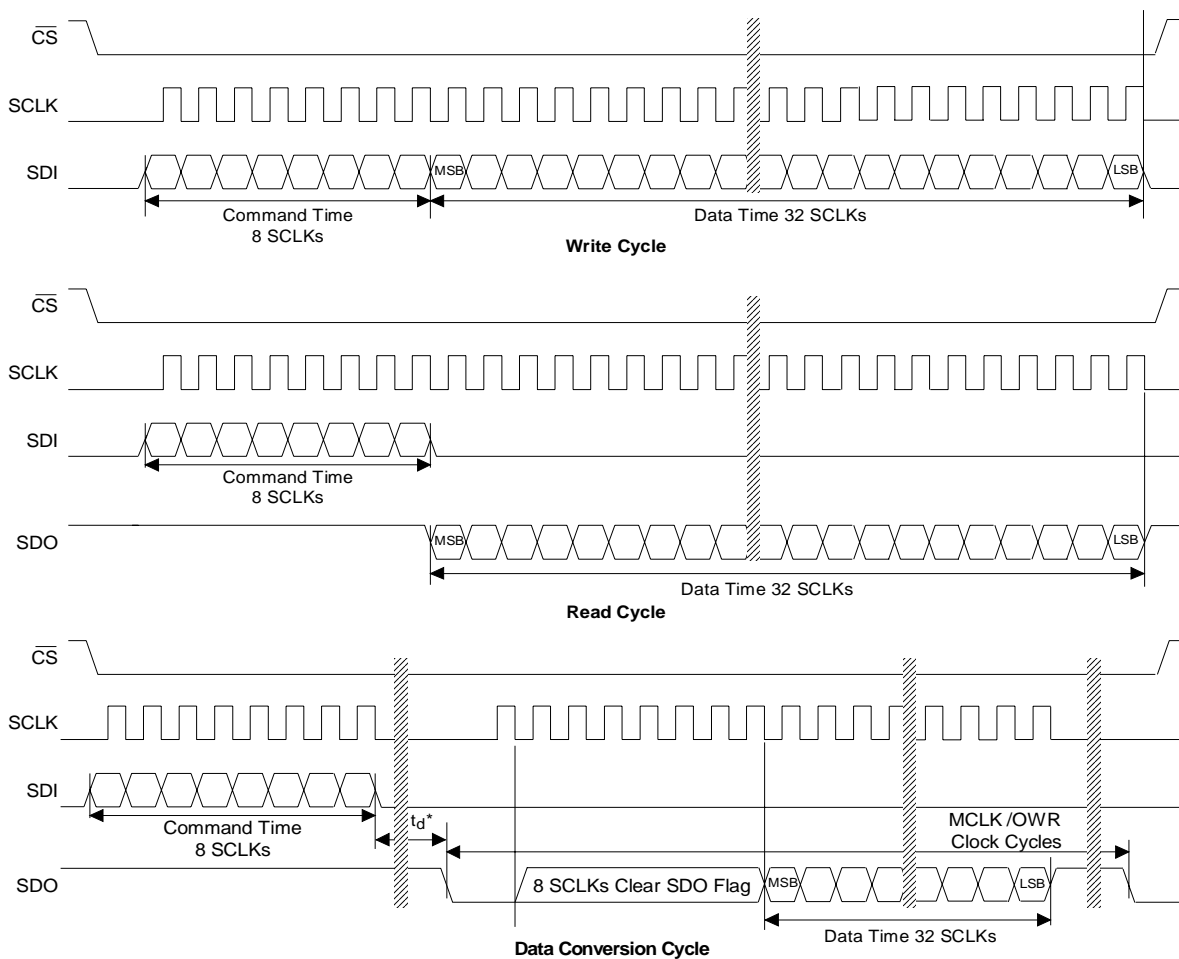 CS
SCLK
SDI
MSB
LSB
Command Time
8 SCLKs
Data Time 32 SCLKs
Write Cycle
CS
SCLK
SDI
Command Time
8 SCLKs
SDO
MSB
LSB
Data Time 32 SCLKs
Read Cycle
CS
SCLK
SDI
Command Time
8 SCLKs
td*
MCLK /OWR
Clock Cycles
SDO
8 SCLKs Clear SDO Flag
MSB
LSB
Data Time 32 SCLKs
Data Conversion Cycle